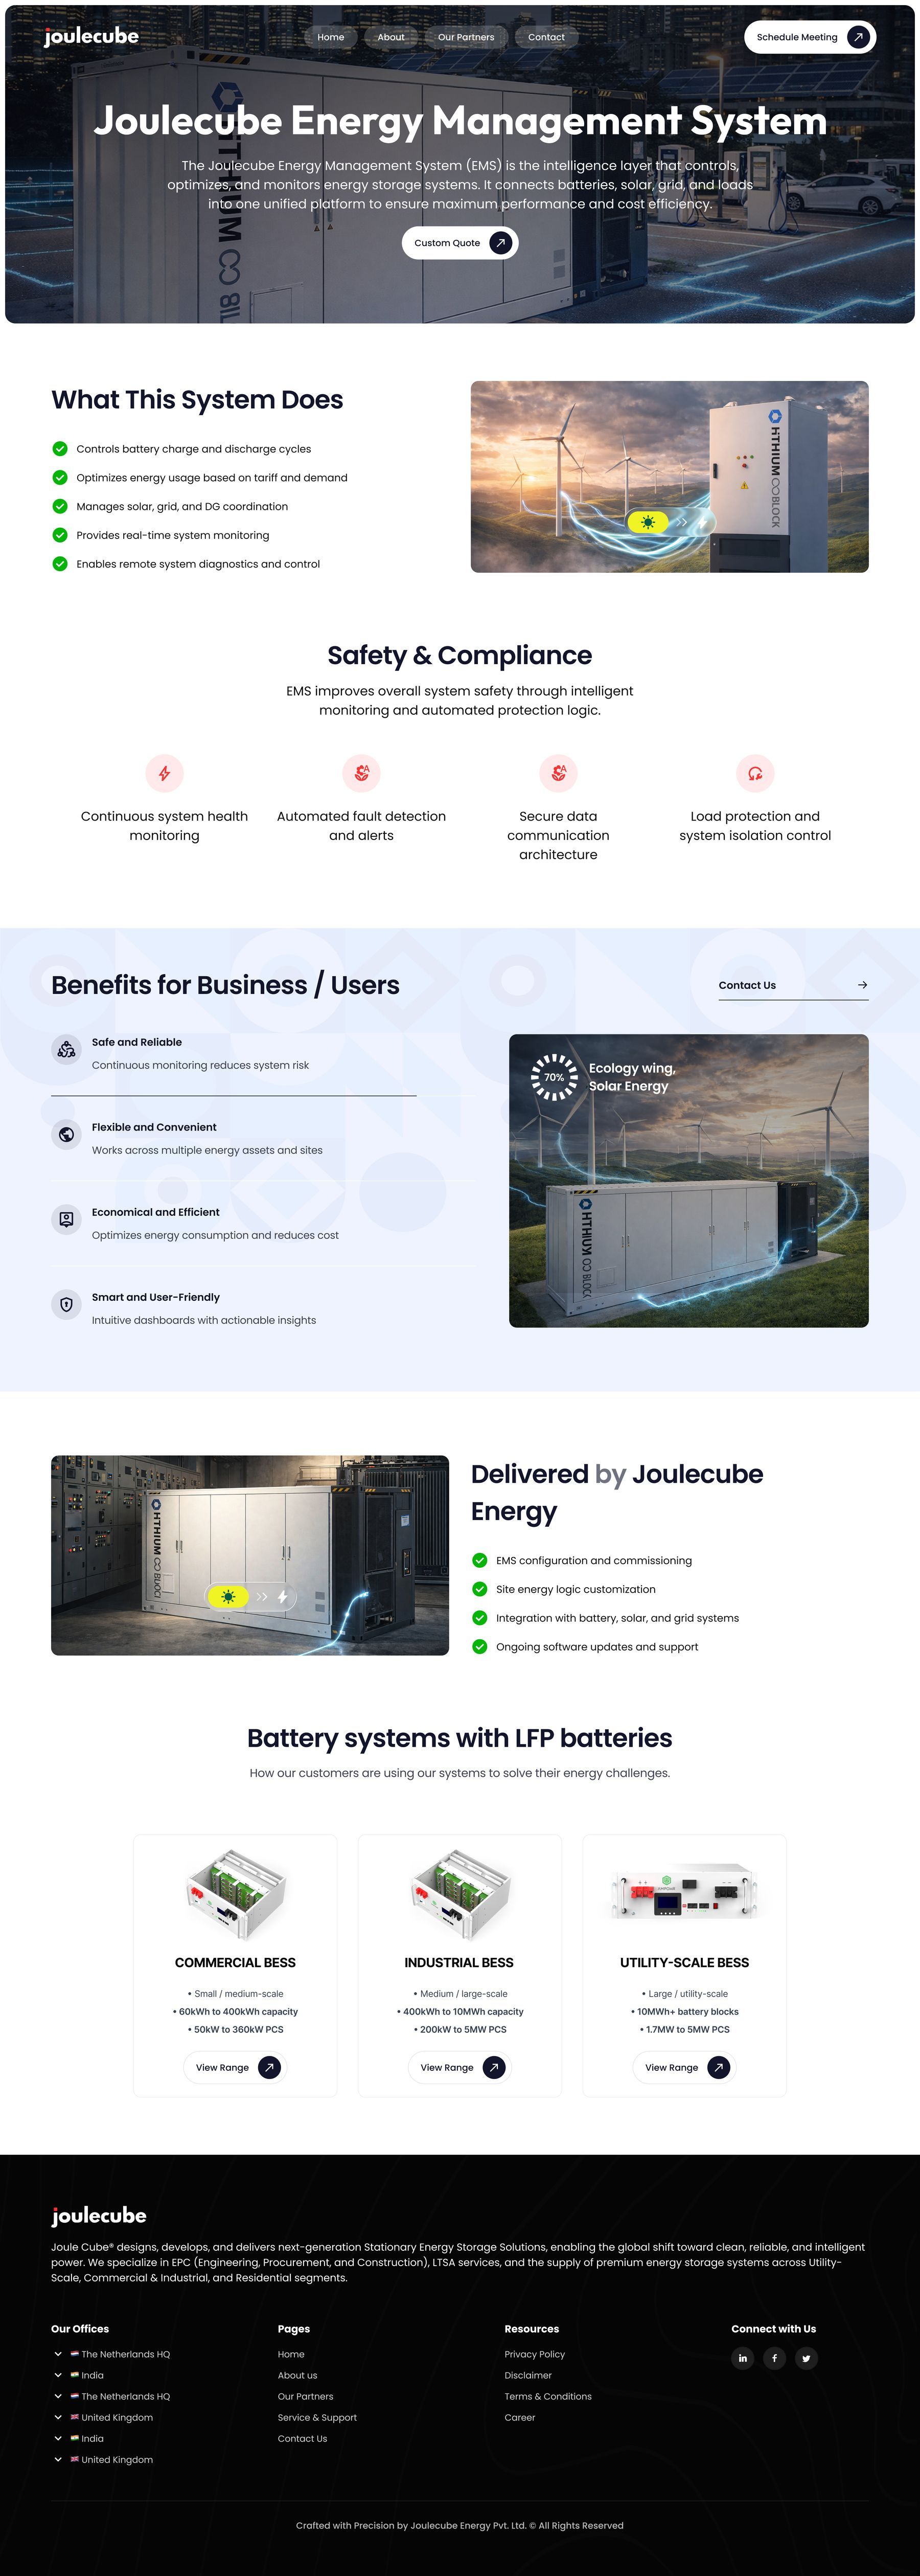 joulecube
Home
About
Our Partners
Contact
Schedule Meeting
Joulecube Energy Management System
The Joulecube Energy Management System (EMS) is the intelligence layer that controls,
optimizes, and monitors energy storage systems. It connects batteries, solar, grid, and loads
into one unified platform to ensure maximum performance and cost efficiency.
Custom Quote
HTHIUM
What This System Does
Controls battery charge and discharge cycles
Optimizes energy usage based on tariff and demand
Manages solar, grid, and DG coordination
Provides real-time system monitoring
Enables remote system diagnostics and control
HTHIUM ∞BLOCK
Safety & Compliance
EMS improves overall system safety through intelligent
monitoring and automated protection logic.
Continuous system health
monitoring
Automated fault detection
and alerts
Secure data
communication
architecture
Load protection and
system isolation control
Benefits for Business / Users
Contact Us
Safe and Reliable
Continuous monitoring reduces system risk
Flexible and Convenient
Works across multiple energy assets and sites
Economical and Efficient
Optimizes energy consumption and reduces cost
Smart and User-Friendly
Intuitive dashboards with actionable insights
70%
Ecology wing,
Solar Energy
HTHIUM
Delivered by Joulecube
Energy
EMS configuration and commissioning
Site energy logic customization
Integration with battery, solar, and grid systems
Ongoing software updates and support
HTHIUM
Battery systems with LFP batteries
How our customers are using our systems to solve their energy challenges.
COMMERCIAL BESS
• Small / medium-scale
• 60kWh to 400kWh capacity
• 50kW to 360kW PCS
View Range
INDUSTRIAL BESS
• Medium / large-scale
• 400kWh to 10MWh capacity
• 200kW to 5MW PCS
View Range
UTILITY-SCALE BESS
• Large / utility-scale
• 10MWh+ battery blocks
• 1.7MW to 5MW PCS
View Range
joulecube
Joule Cube® designs, develops, and delivers next-generation Stationary Energy Storage Solutions, enabling the global shift toward clean, reliable, and intelligent
power. We specialize in EPC (Engineering, Procurement, and Construction), LTSA services, and the supply of premium energy storage systems across Utility-
Scale, Commercial & Industrial, and Residential segments.
Our Offices
The Netherlands HQ
India
The Netherlands HQ
United Kingdom
India
United Kingdom
Pages
Home
About us
Our Partners
Service & Support
Contact Us
Resources
Privacy Policy
Disclaimer
Terms & Conditions
Career
Connect with Us
Crafted with Precision by Joulecube Energy Pvt. Ltd. © All Rights Reserved